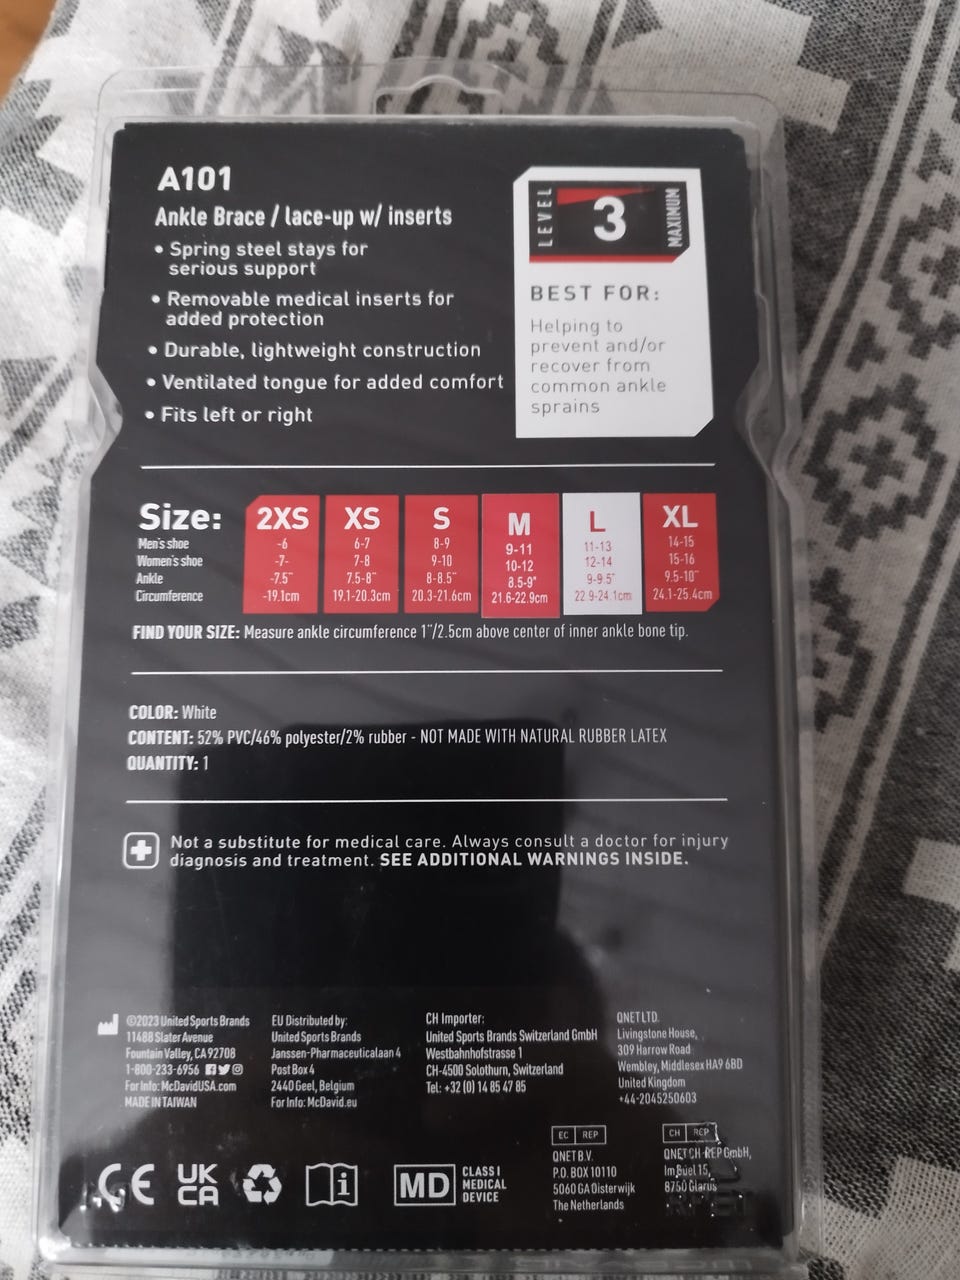 A101
Ankle Brace / lace-up w/ inserts
• Spring steel stays for
serious support
• Removable medical inserts for
added protection
• Durable, lightweight construction
• Ventilated tongue for added comfort
• Fits left or right
LEVEL 3 MAXIMUM
BEST FOR:
Helping to
prevent and/or
recover from
common ankle
sprains
Size: 2XS XS S M L XL
Men's shoe -6 6-7 8-9 9-11 11-13 14-15
Women's shoe -7- 7-8 9-10 10-12 12-14 15-16
Ankle -7.5" 7.5-8" 8-8.5" 8.5-9" 9-9.5" 9.5-10"
Circumference -19.1cm 19.1-20.3cm 20.3-21.6cm 21.6-22.9cm 22.9-24.1cm 24.1-25.4cm
FIND YOUR SIZE: Measure ankle circumference 1"/2.5cm above center of inner ankle bone tip.
COLOR: White
CONTENT: 52% PVC/46% polyester/2% rubber - NOT MADE WITH NATURAL RUBBER LATEX
QUANTITY: 1
Not a substitute for medical care. Always consult a doctor for injury
diagnosis and treatment. SEE ADDITIONAL WARNINGS INSIDE.
©2023 United Sports Brands
11488 Slater Avenue
Fountain Valley, CA 92708
1-800-233-6956
For Info: McDavidUSA.com
MADE IN TAIWAN
EU Distributed by:
United Sports Brands
Janssen-Pharmaceuticalaan 4
Post Box 4
2440 Geel, Belgium
For Info: McDavid.eu
CH Importer:
United Sports Brands Switzerland GmbH
Westbahnhofstrasse 1
CH-4500 Solothurn, Switzerland
Tel: +32 (0) 14 85 47 85
QNET LTD.
Livingstone House,
309 Harrow Road
Wembley, Middlesex HA9 6BD
United Kingdom
+44-2045250603
CE
UK
CA
MD
CLASS I
MEDICAL
DEVICE
EC REP
QNET B.V.
P.O. BOX 10110
5060 GA Oisterwijk
The Netherlands
CH REP
QNET CH-REP GmbH,
Im Büel 15,
8750 Glarus